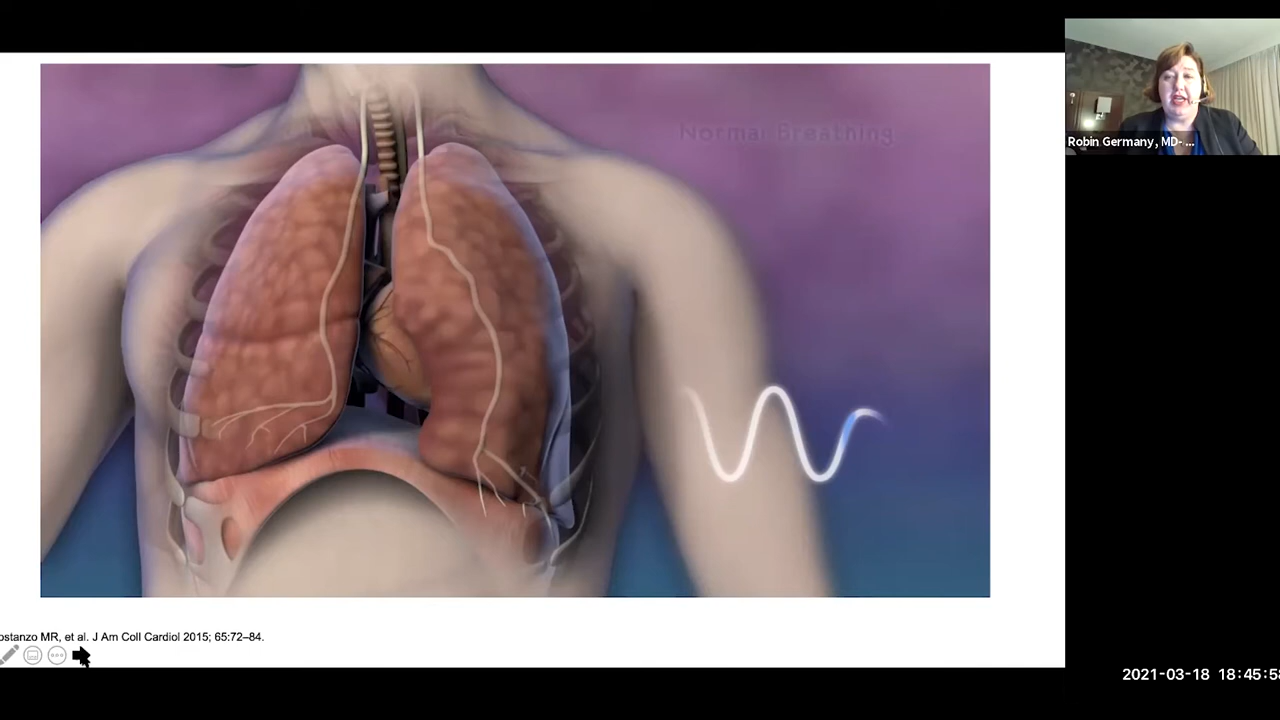 Normal Breathing
Robin Germany, MD- ...
ostanzo MR, et al. J Am Coll Cardiol 2015; 65:72–84.
2021-03-18 18:45:58